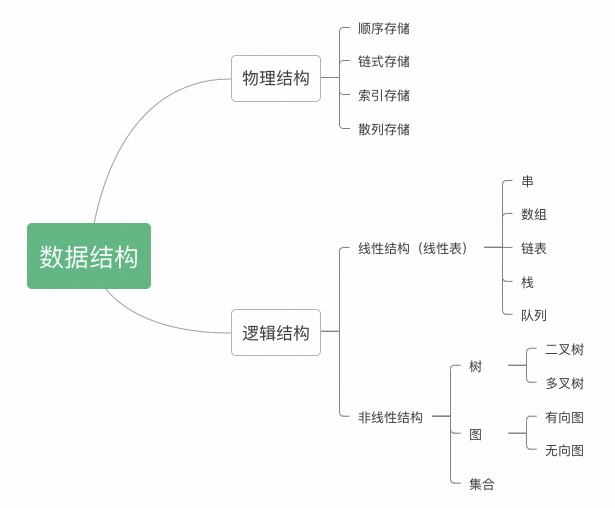 数据结构
物理结构
顺序存储
链式存储
索引存储
散列存储
逻辑结构
线性结构（线性表）
串
数组
链表
栈
队列
非线性结构
树
二叉树
多叉树
图
有向图
无向图
集合